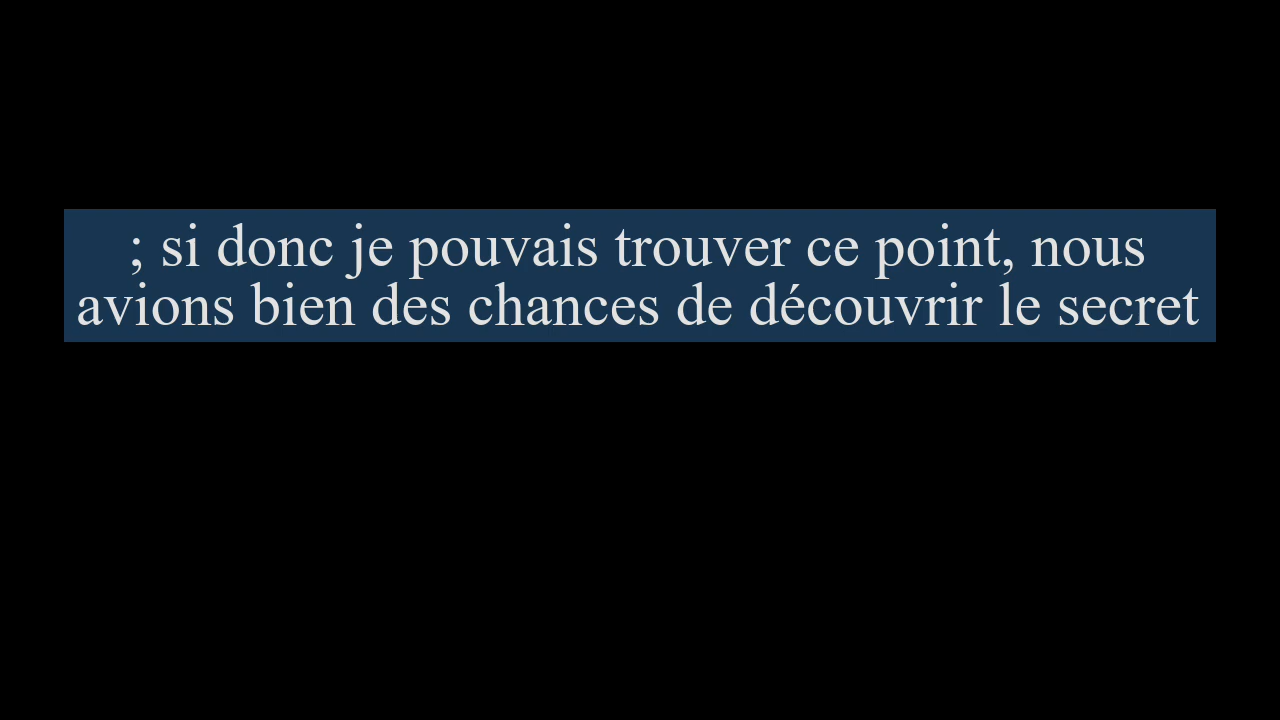 ; si donc je pouvais trouver ce point, nous
avions bien des chances de découvrir le secret